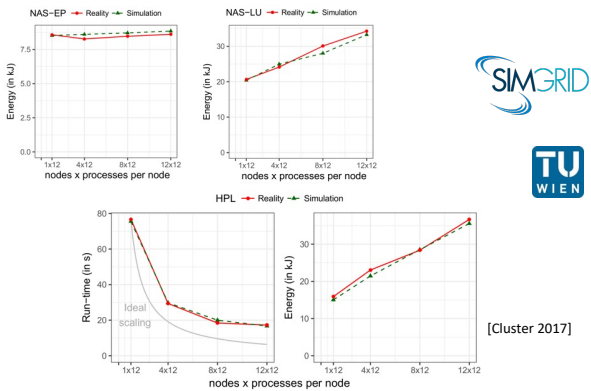 NAS−EP Reality Simulation
Energy (in kJ)
7.5
5.0
2.5
0.0
1x12 4x12 8x12 12x12
nodes x processes per node
NAS−LU Reality Simulation
Energy (in kJ)
30
20
10
0
1x12 4x12 8x12 12x12
nodes x processes per node
SIMGRID
TU
WIEN
HPL Reality Simulation
Run−time (in s)
80
60
40
20
0
Ideal
scaling
1x12 4x12 8x12 12x12
Energy (in kJ)
30
20
10
0
1x12 4x12 8x12 12x12
nodes x processes per node
[Cluster 2017]